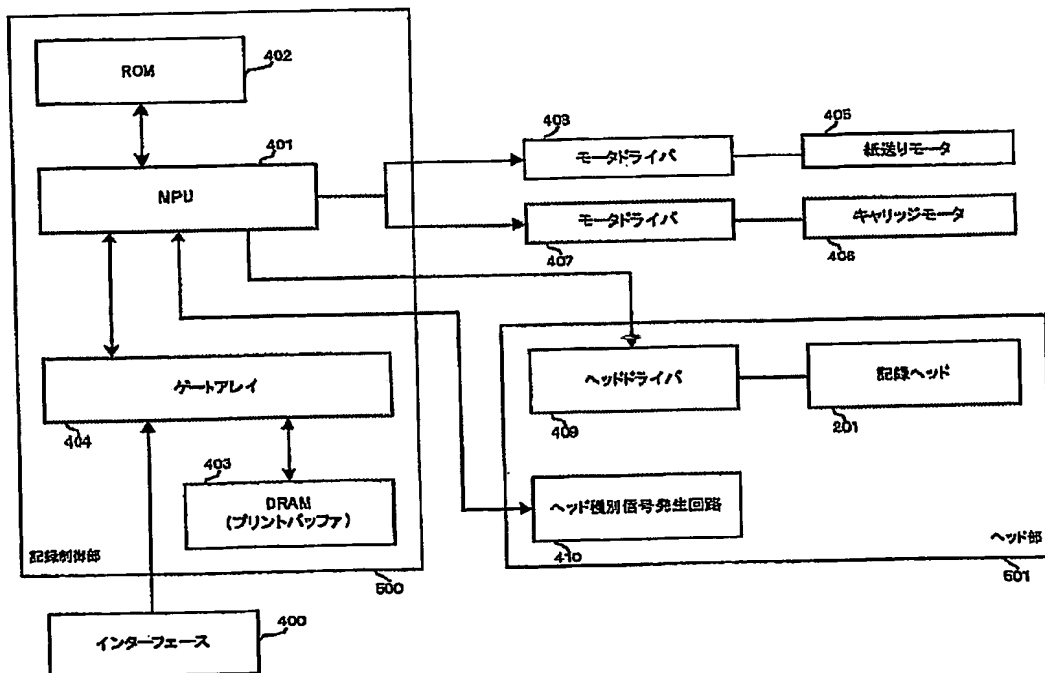 ROM
402
401
MPU
403
モータドライバ
405
紙送りモータ
モータドライバ
407
キャリッジモータ
406
ゲートアレイ
404
ヘッドドライバ
409
記録ヘッド
201
403
DRAM
(プリントバッファ)
ヘッド種別信号発生回路
410
記録制御部
500
ヘッド部
501
インターフェース
400